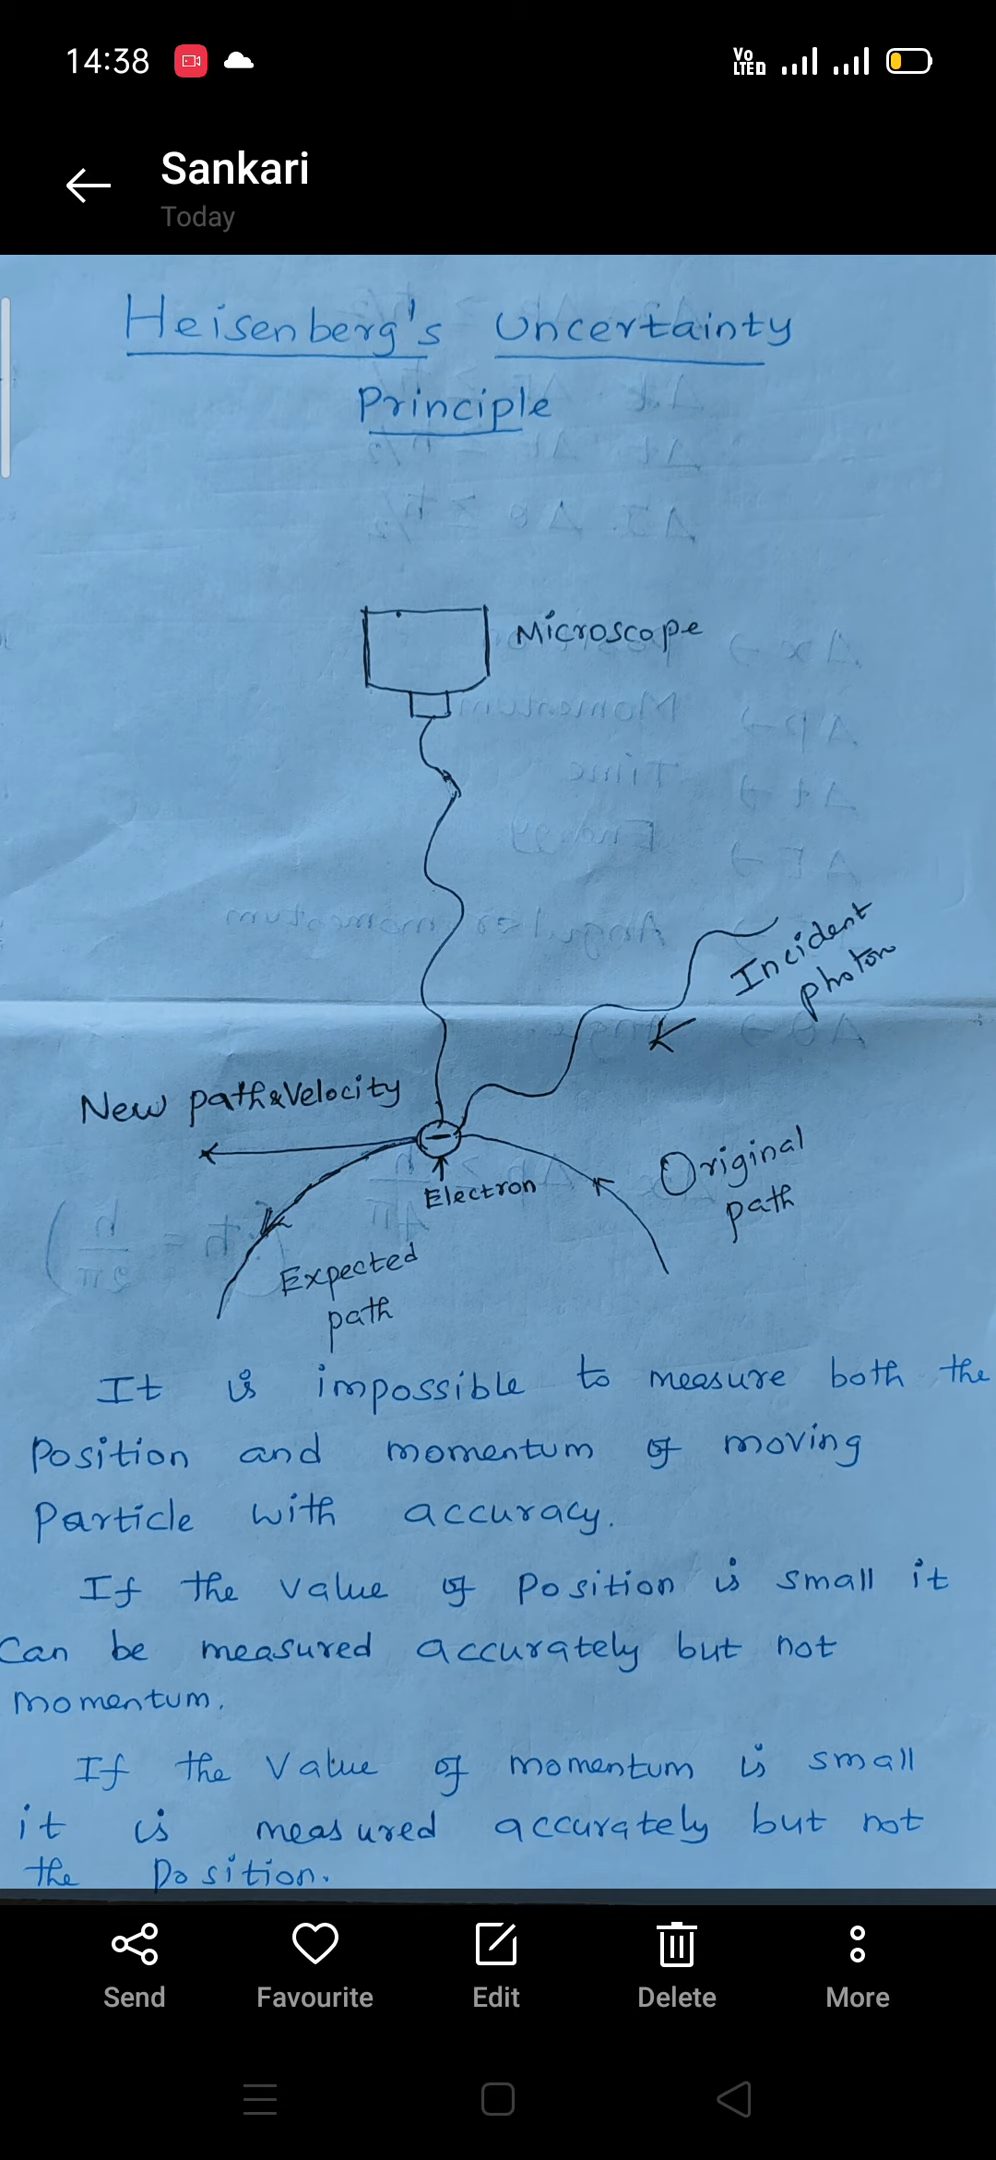 14:38
Vo
LTED
Sankari
Today
Heisenberg's Uncertainty
Principle
Microscope
Incident
photon
New path&Velocity
Original
path
Electron
Expected
path
It is impossible to measure both the
Position and momentum of moving
Particle with accuracy.
If the value of Position is small it
Can be measured accurately but not
momentum.
If the Value of momentum is small
it is measured accurately but not
the Position.
Send Favourite Edit Delete More